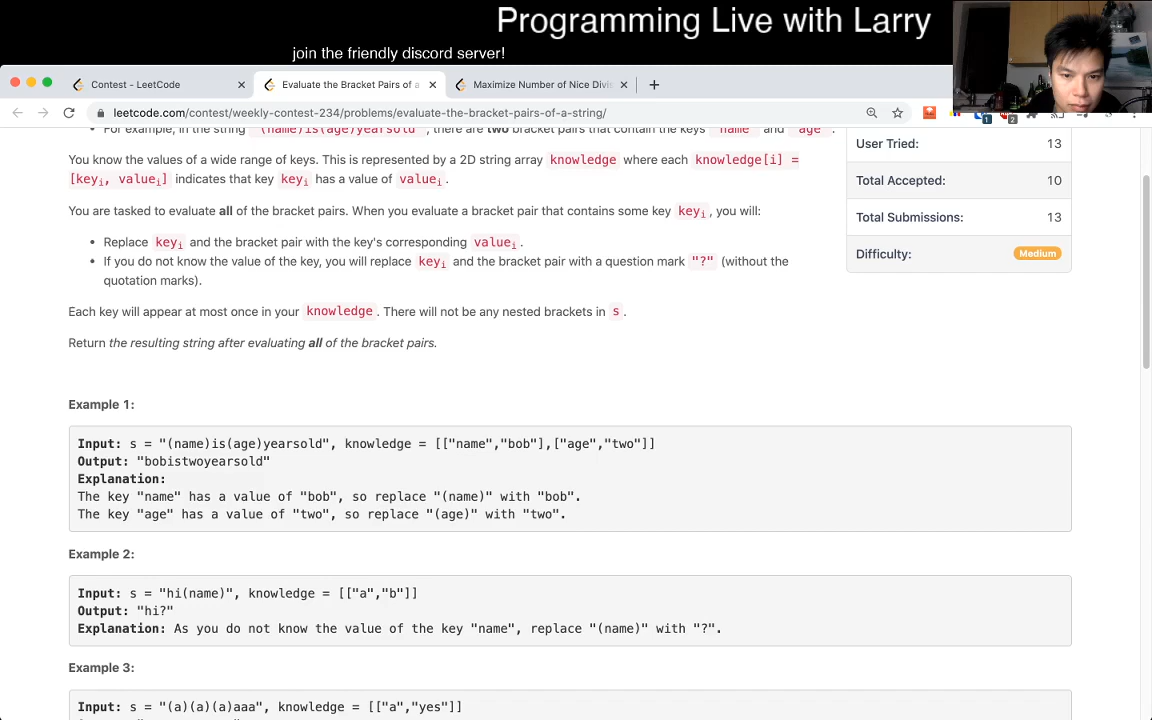 Programming Live with Larry
join the friendly discord server!
Contest - LeetCode
Evaluate the Bracket Pairs of a
Maximize Number of Nice Divis
leetcode.com/contest/weekly-contest-234/problems/evaluate-the-bracket-pairs-of-a-string/
For example, in the string "(name)is(age)yearsold", there are two bracket pairs that contain the keys "name" and "age".
You know the values of a wide range of keys. This is represented by a 2D string array knowledge where each knowledge[i] =
[keyi, valuei] indicates that key keyi has a value of valuei.
You are tasked to evaluate all of the bracket pairs. When you evaluate a bracket pair that contains some key keyi, you will:
• Replace keyi and the bracket pair with the key's corresponding valuei.
• If you do not know the value of the key, you will replace keyi and the bracket pair with a question mark "?" (without the
quotation marks).
Each key will appear at most once in your knowledge. There will not be any nested brackets in s.
Return the resulting string after evaluating all of the bracket pairs.
User Tried: 13
Total Accepted: 10
Total Submissions: 13
Difficulty: Medium
Example 1:
Input: s = "(name)is(age)yearsold", knowledge = [["name","bob"],["age","two"]]
Output: "bobistwoyearsold"
Explanation:
The key "name" has a value of "bob", so replace "(name)" with "bob".
The key "age" has a value of "two", so replace "(age)" with "two".
Example 2:
Input: s = "hi(name)", knowledge = [["a","b"]]
Output: "hi?"
Explanation: As you do not know the value of the key "name", replace "(name)" with "?".
Example 3:
Input: s = "(a)(a)(a)aaa", knowledge = [["a","yes"]]